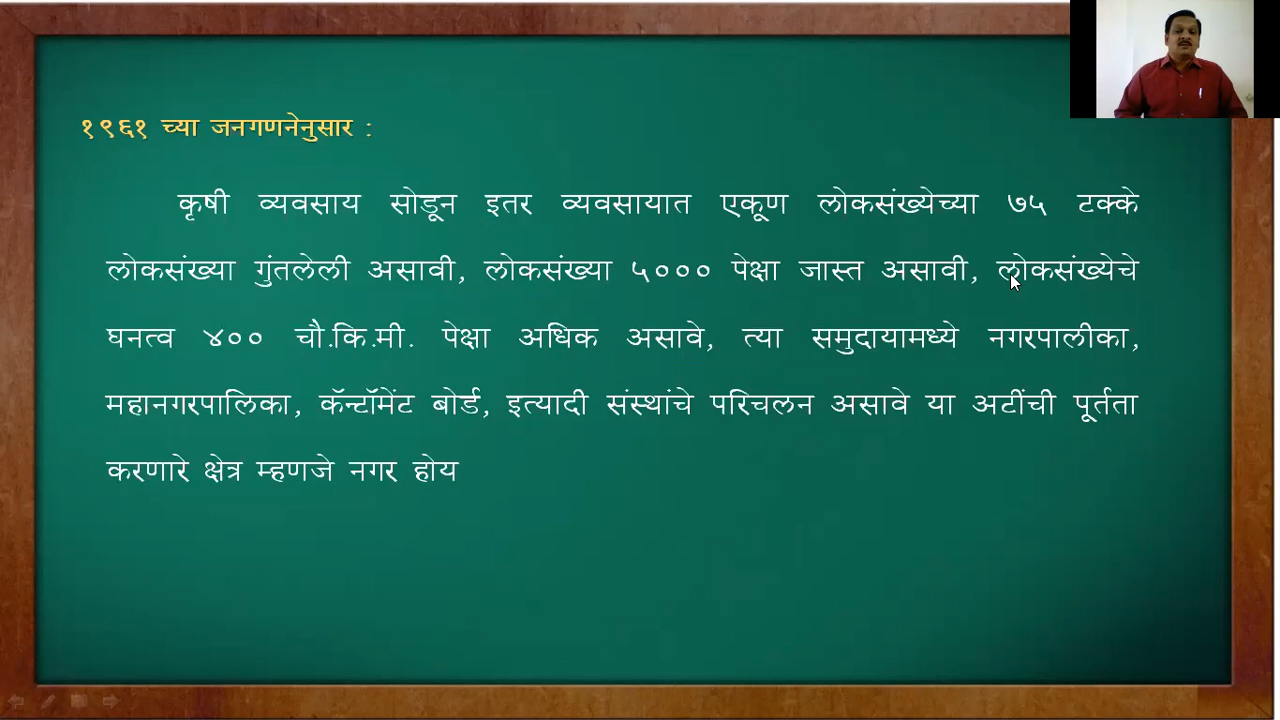 १९६१ च्या जनगणनेनुसार :
कृषी व्यवसाय सोडून इतर व्यवसायात एकूण लोकसंख्येच्या ७५ टक्के
लोकसंख्या गुंतलेली असावी, लोकसंख्या ५००० पेक्षा जास्त असावी, लोकसंख्येचे
घनत्व ४०० चौ.कि.मी. पेक्षा अधिक असावे, त्या समुदायामध्ये नगरपालीका,
महानगरपालिका, कॅन्टॉमेंट बोर्ड, इत्यादी संस्थांचे परिचलन असावे या अटींची पूर्तता
करणारे क्षेत्र म्हणजे नगर होय